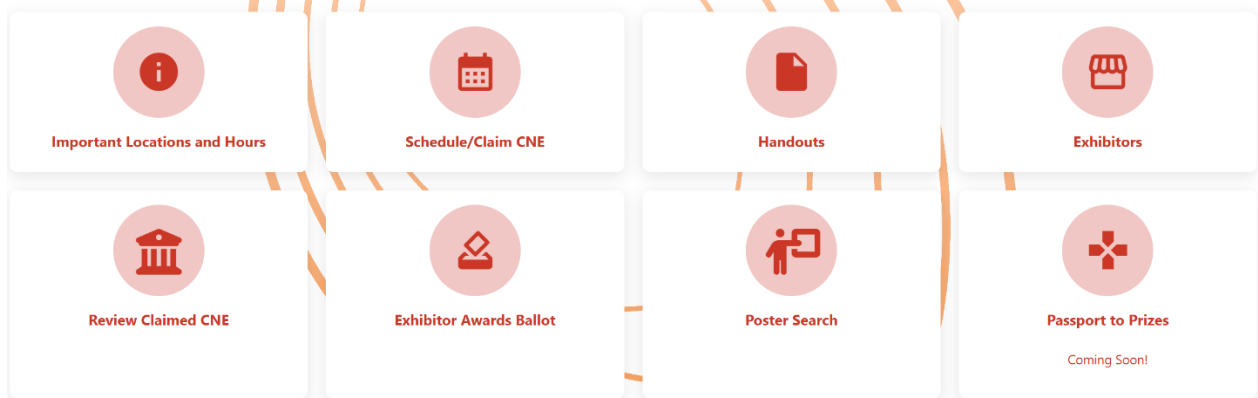 Important Locations and Hours
Schedule/Claim CNE
Handouts
Exhibitors
Review Claimed CNE
Exhibitor Awards Ballot
Poster Search
Passport to Prizes
Coming Soon!